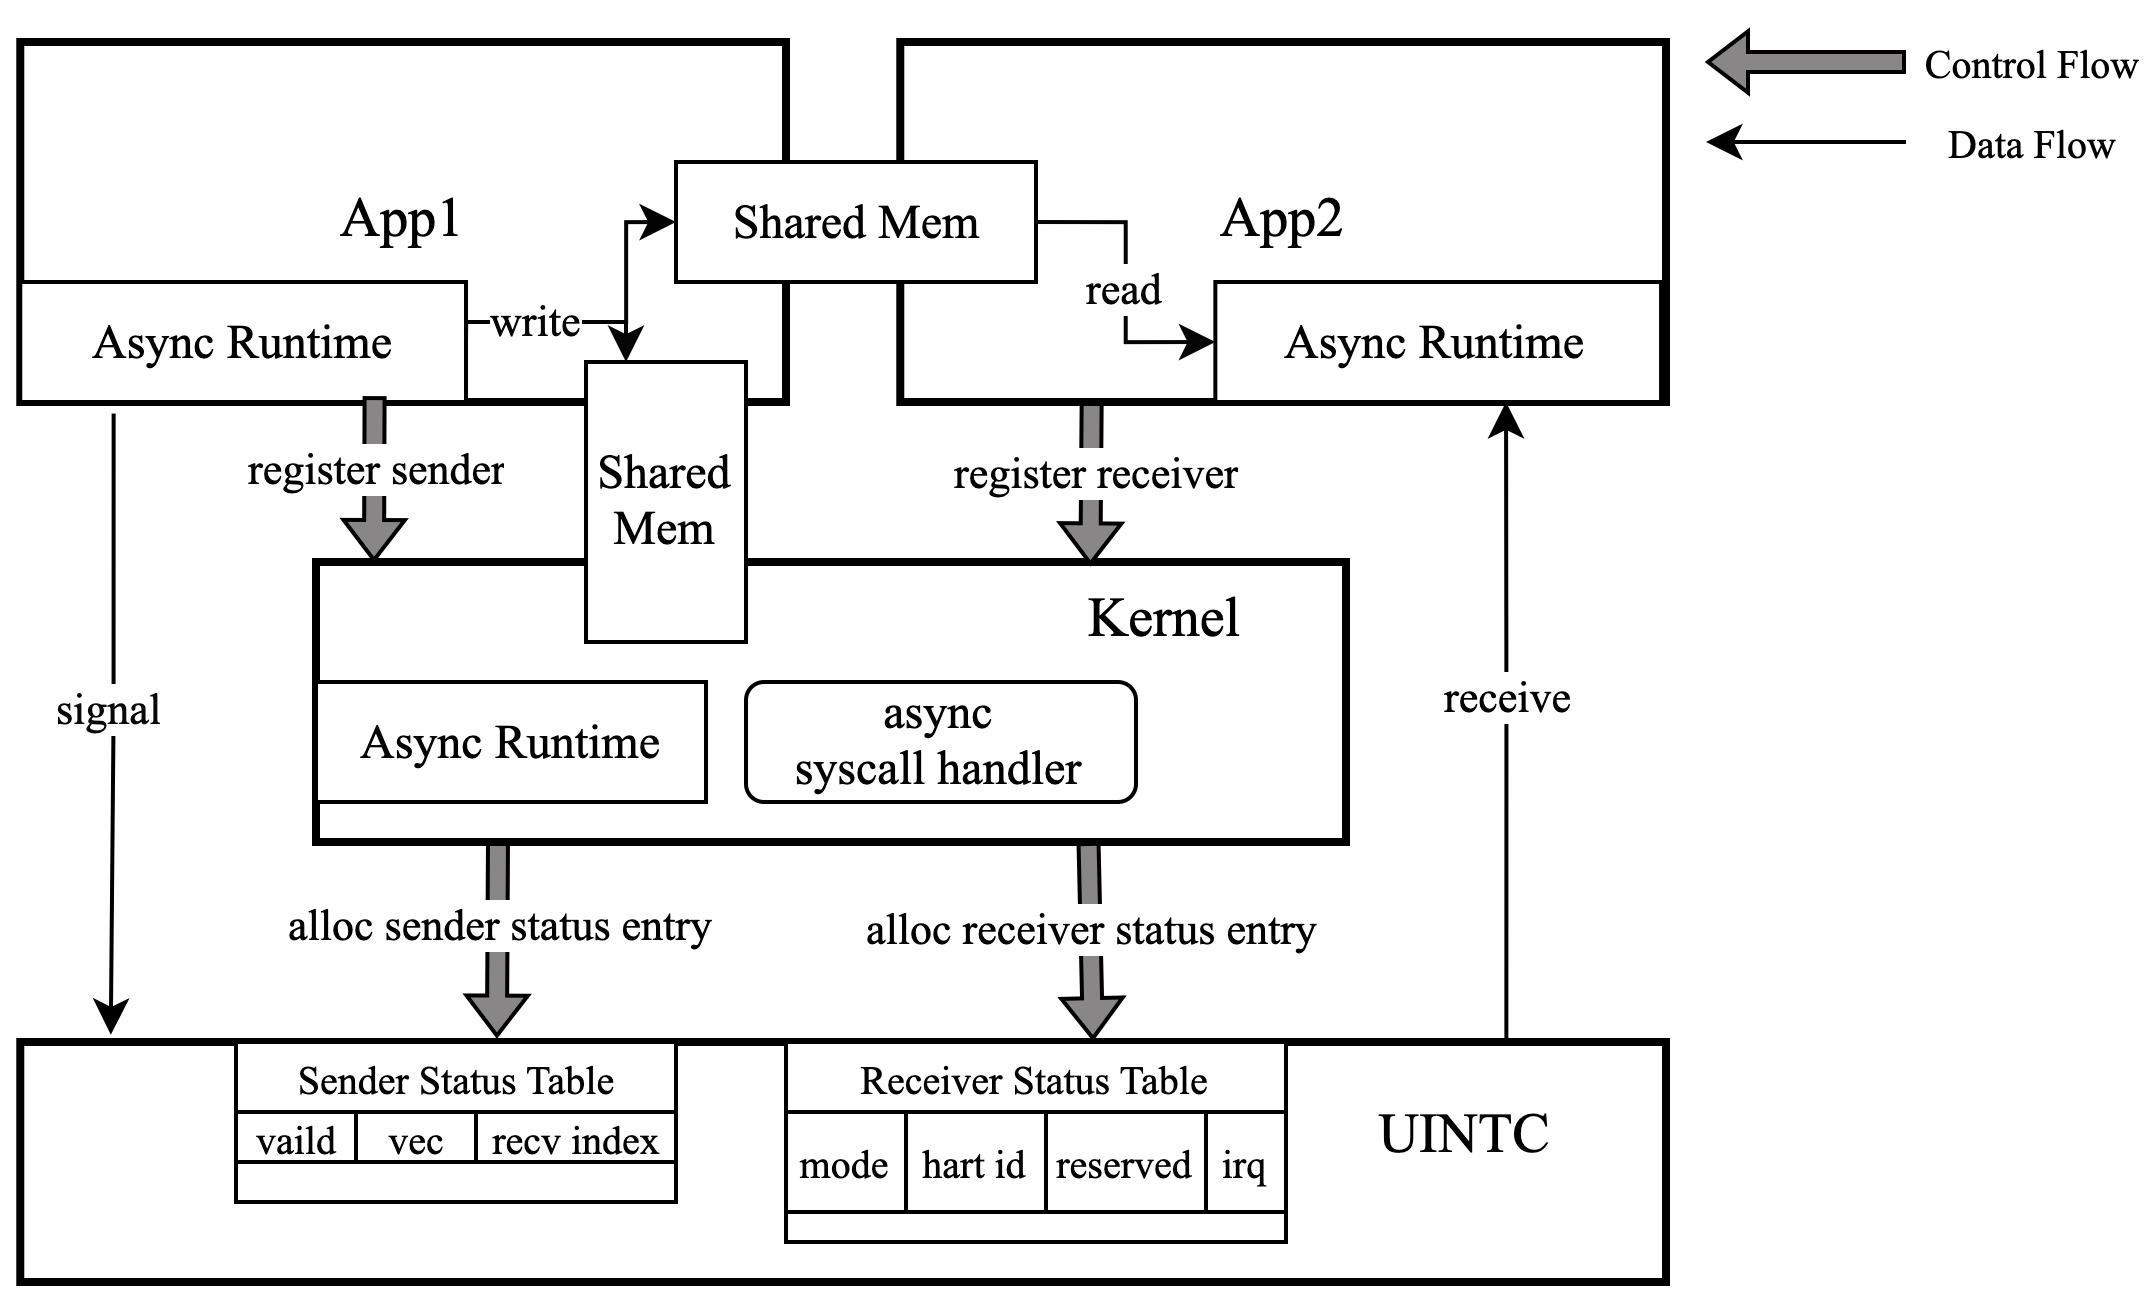 Control Flow
Data Flow
App1
Shared Mem
App2
read
write
Async Runtime
Async Runtime
register sender
Shared
Mem
register receiver
Kernel
signal
receive
Async Runtime
async
syscall handler
alloc sender status entry
alloc receiver status entry
Sender Status Table
vaild
vec
recv index
Receiver Status Table
mode
hart id
reserved
irq
UINTC